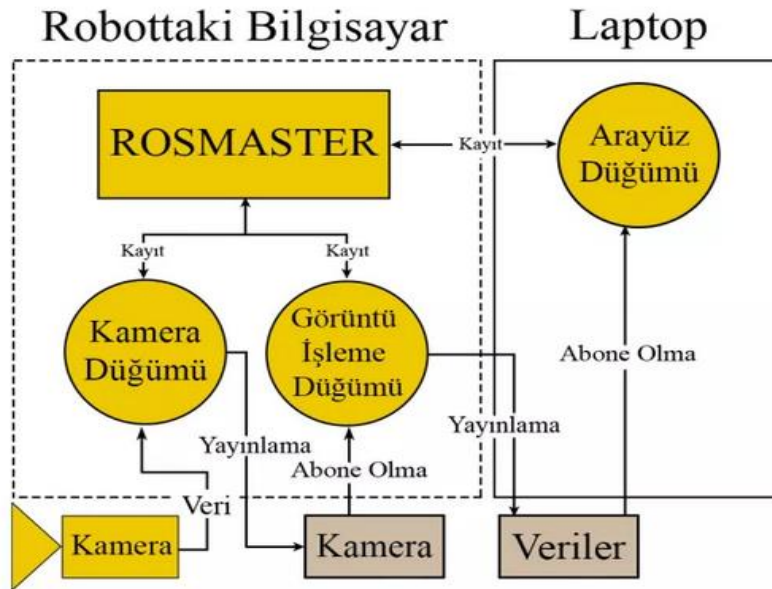 Robottaki Bilgisayar
Laptop
ROSMASTER
Kayıt
Arayüz
Düğümü
Kayıt
Kayıt
Kamera
Düğümü
Görüntü
İşleme
Düğümü
Abone Olma
Yayınlama
Yayınlama
Abone Olma
Veri
Kamera
Kamera
Veriler